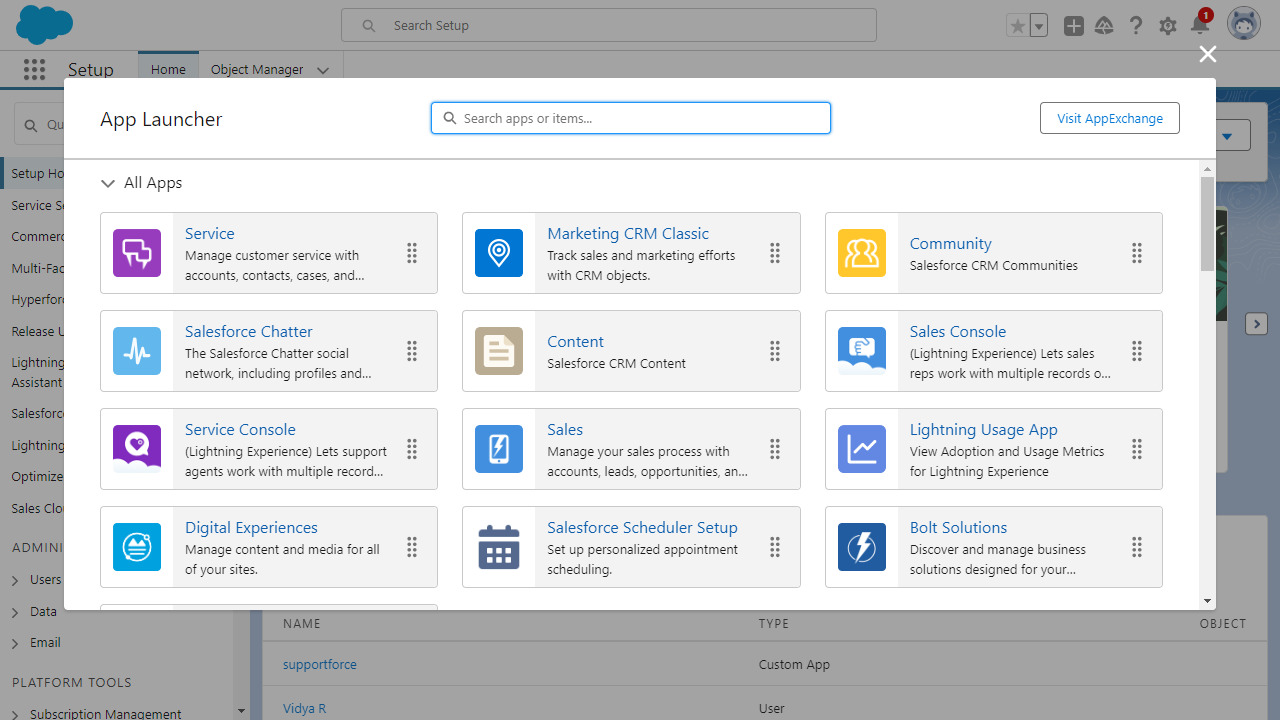 Search Setup
1
Setup
Home
Object Manager
App Launcher
Search apps or items...
Visit AppExchange
All Apps
Service
Manage customer service with
accounts, contacts, cases, and...
Marketing CRM Classic
Track sales and marketing efforts
with CRM objects.
Community
Salesforce CRM Communities
Salesforce Chatter
The Salesforce Chatter social
network, including profiles and...
Content
Salesforce CRM Content
Sales Console
(Lightning Experience) Lets sales
reps work with multiple records o...
Service Console
(Lightning Experience) Lets support
agents work with multiple record...
Sales
Manage your sales process with
accounts, leads, opportunities, an...
Lightning Usage App
View Adoption and Usage Metrics
for Lightning Experience
Digital Experiences
Manage content and media for all
of your sites.
Salesforce Scheduler Setup
Set up personalized appointment
scheduling.
Bolt Solutions
Discover and manage business
solutions designed for your...
Qu
Setup Ho
Service Se
Commerc
Multi-Fac
Hyperforc
Release U
Lightning
Assistant
Salesforce
Lightning
Optimize
Sales Clou
ADMINI
Users
Data
Email
PLATFORM TOOLS
Subscription Management
NAME
TYPE
OBJECT
supportforce
Custom App
Vidya R
User